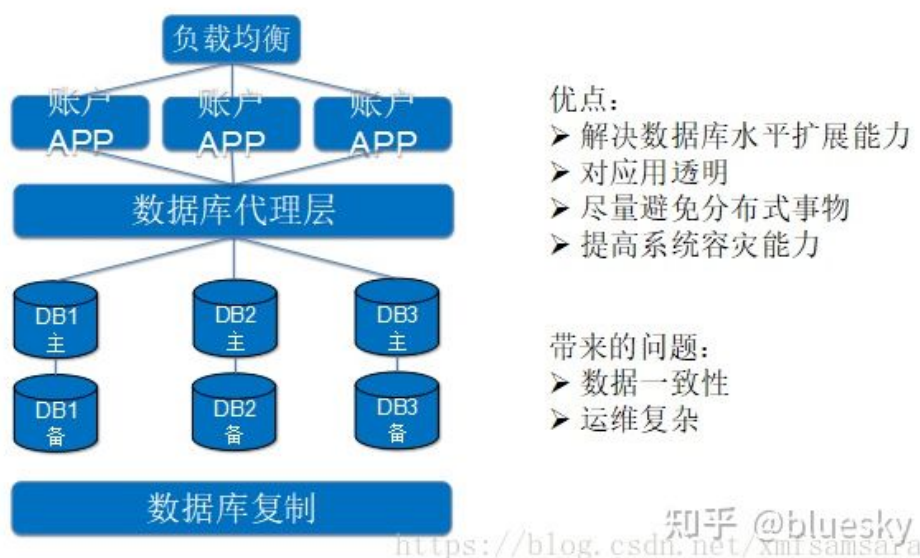 负载均衡
账户
APP
账户
APP
账户
APP
数据库代理层
DB1
主
DB2
主
DB3
主
DB1
备
DB2
备
DB3
备
数据库复制
优点：
➤ 解决数据库水平扩展能力
➤ 对应用透明
➤ 尽量避免分布式事物
➤ 提高系统容灾能力
带来的问题：
➤ 数据一致性
➤ 运维复杂
知乎 @bluesky
https://blog.csdn.net/xmfsamsara